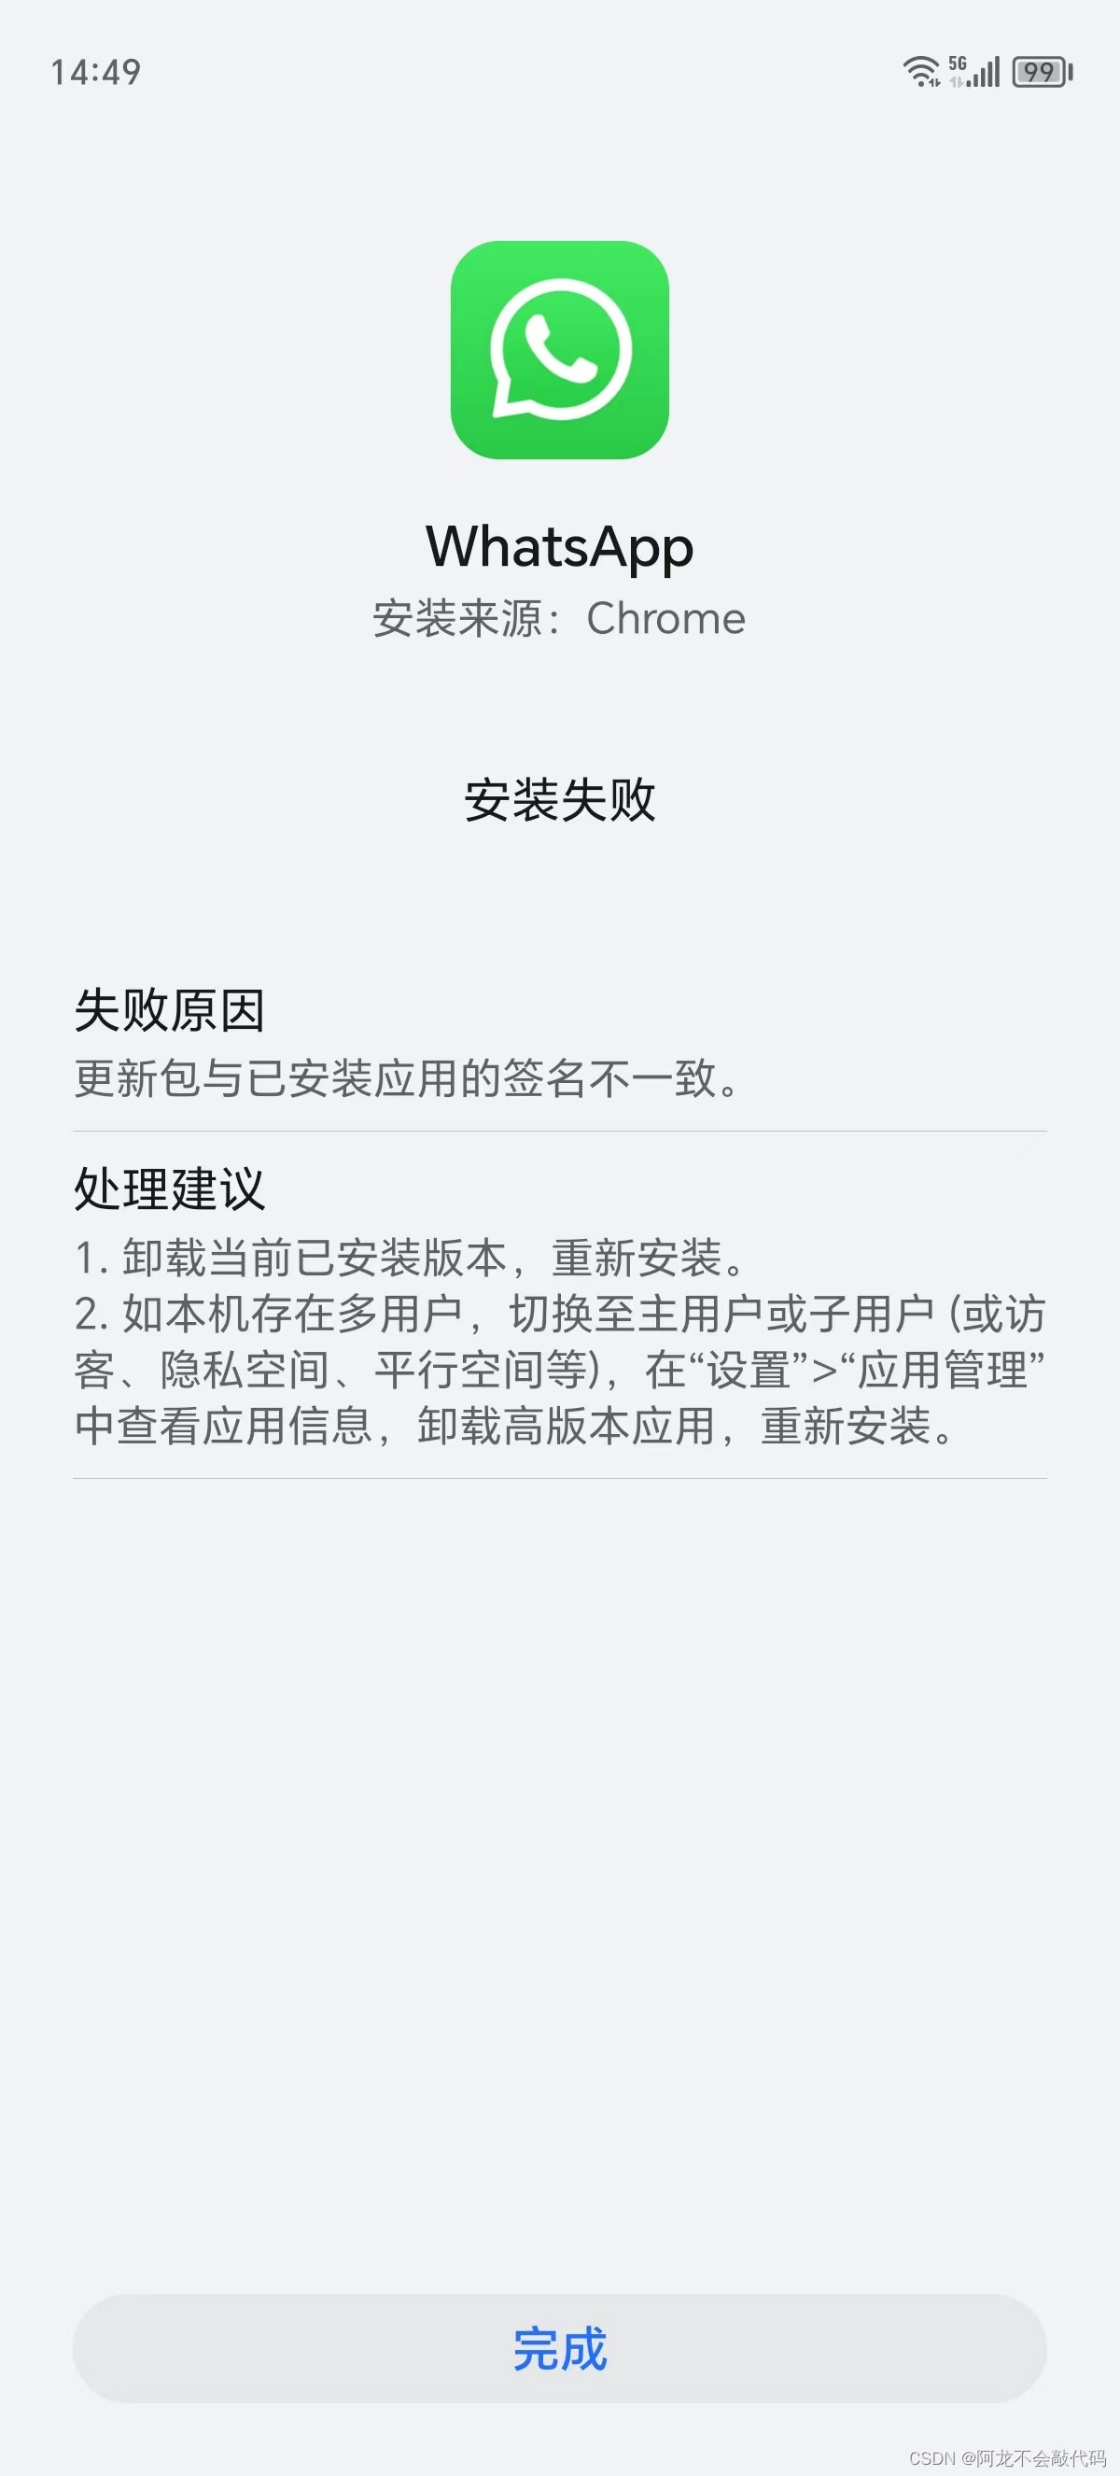 14:49
5G
99
WhatsApp
安装来源：Chrome
安装失败
失败原因
更新包与已安装应用的签名不一致。
处理建议
1. 卸载当前已安装版本，重新安装。
2. 如本机存在多用户，切换至主用户或子用户 (或访
客、隐私空间、平行空间等)，在“设置”>“应用管理”
中查看应用信息，卸载高版本应用，重新安装。
完成
CSDN @阿龙不会敲代码